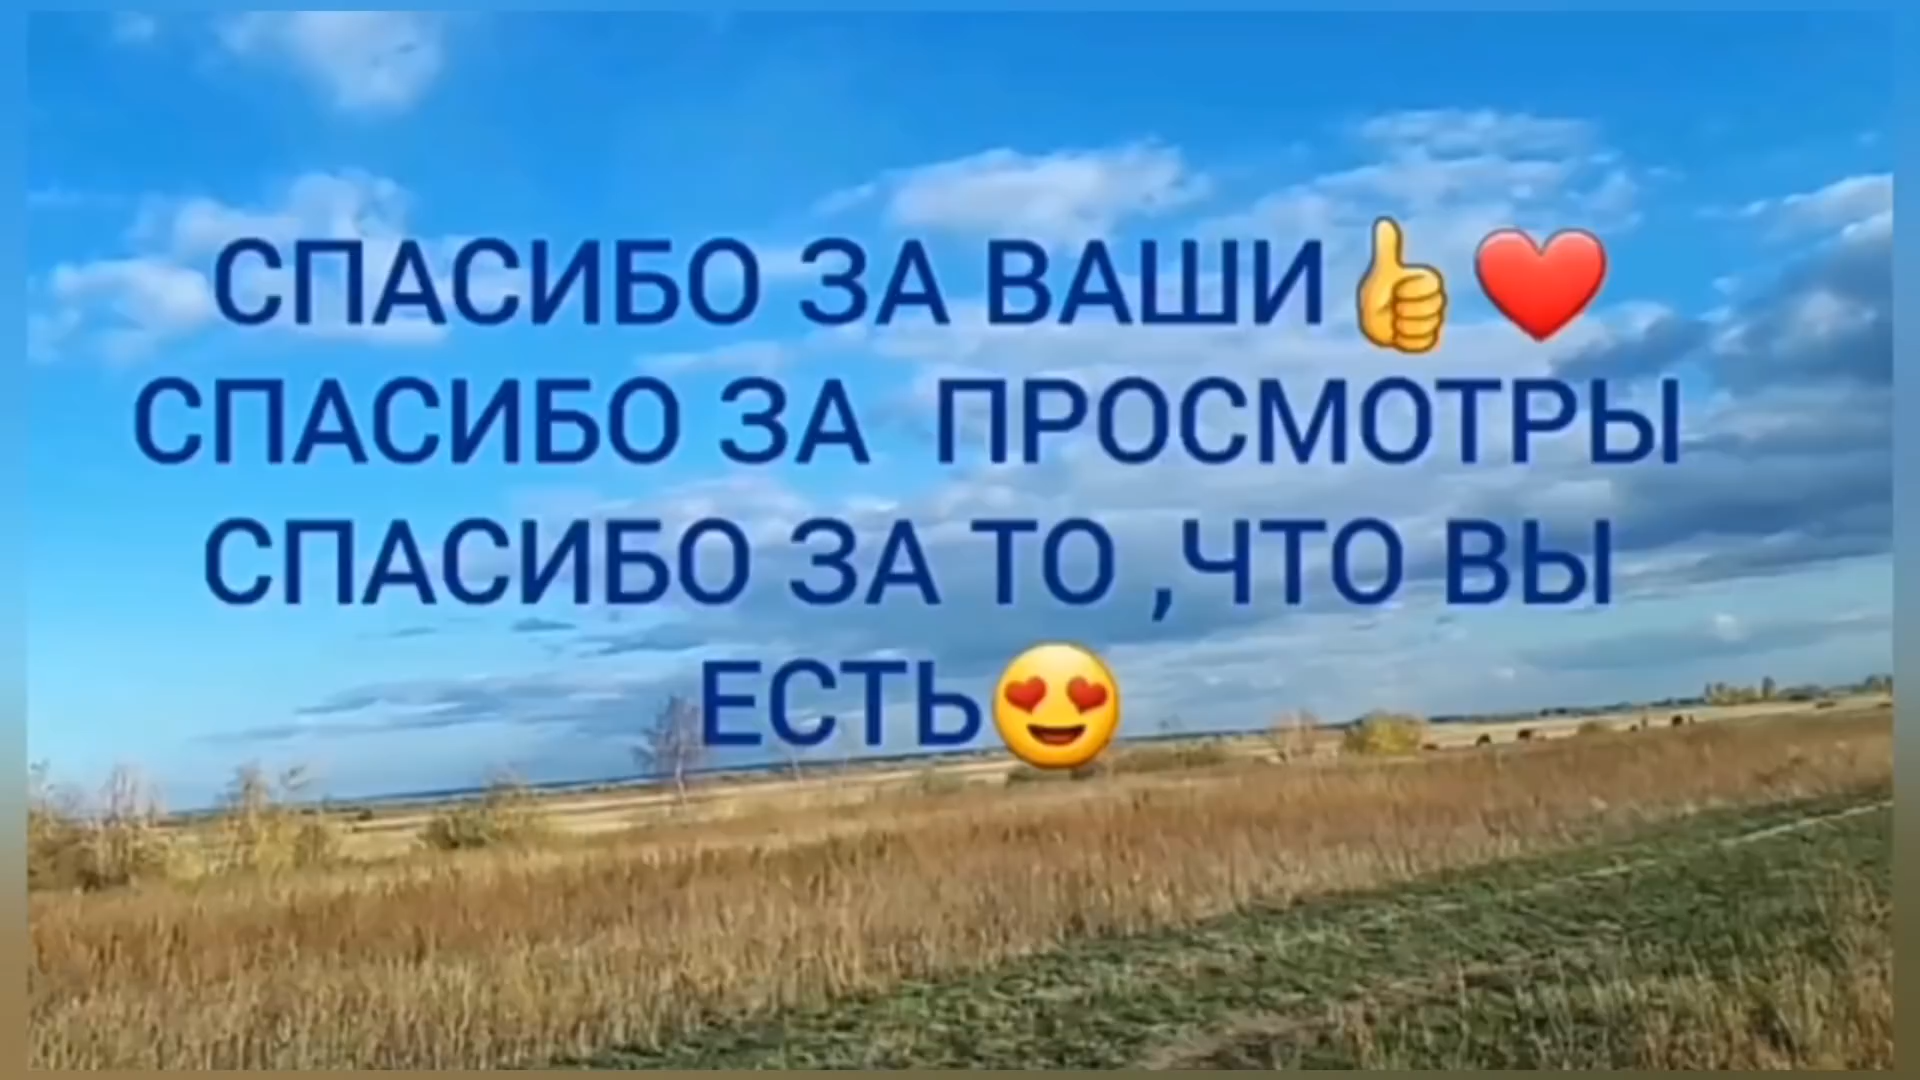 СПАСИБО ЗА ВАШИ👍❤️
СПАСИБО ЗА ПРОСМОТРЫ
СПАСИБО ЗА ТО ,ЧТО ВЫ
ЕСТЬ😍